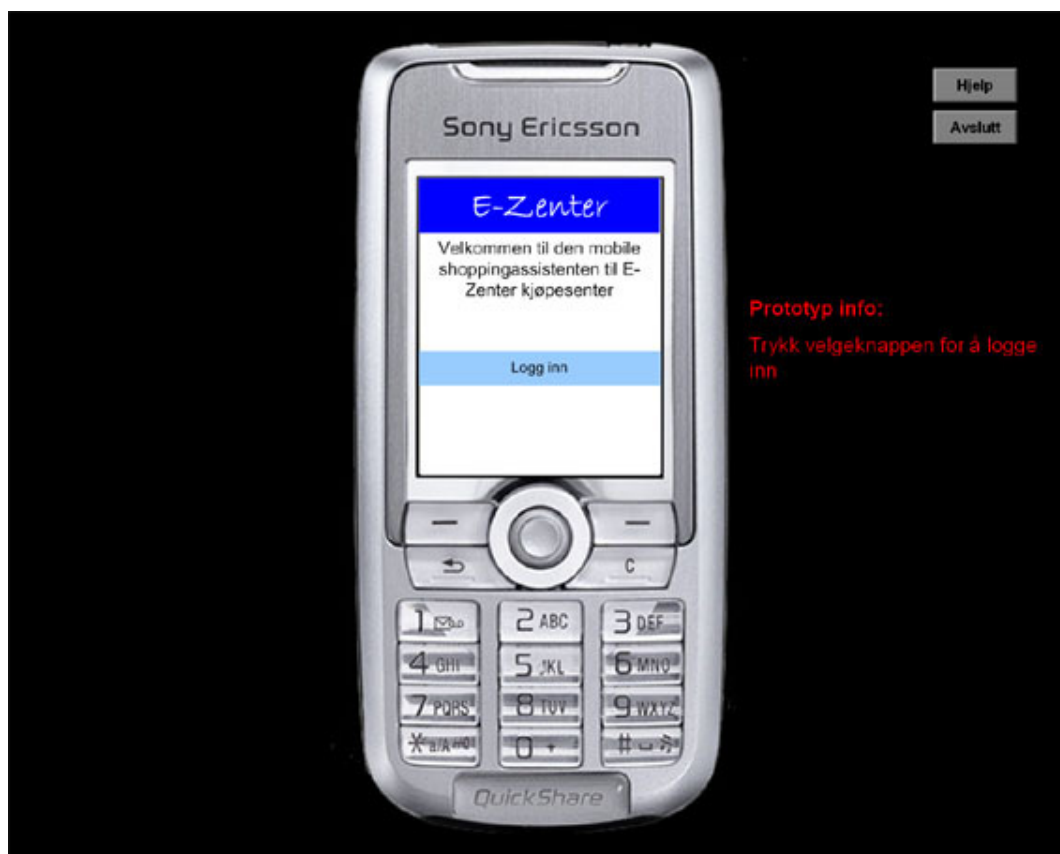 Hjelp
Avslutt
Sony Ericsson
E-Zenter
Velkommen til den mobile
shoppingassistenten til E-
Zenter kjøpesenter
Logg inn
Prototyp info:
Trykk velgeknappen for å logge
inn
C
1
2 ABC
3 DEF
4 GHI
5 JKL
6 MNO
7 PQRS
8 TUV
9 WXYZ
* a/A
0 +
#
QuickShare